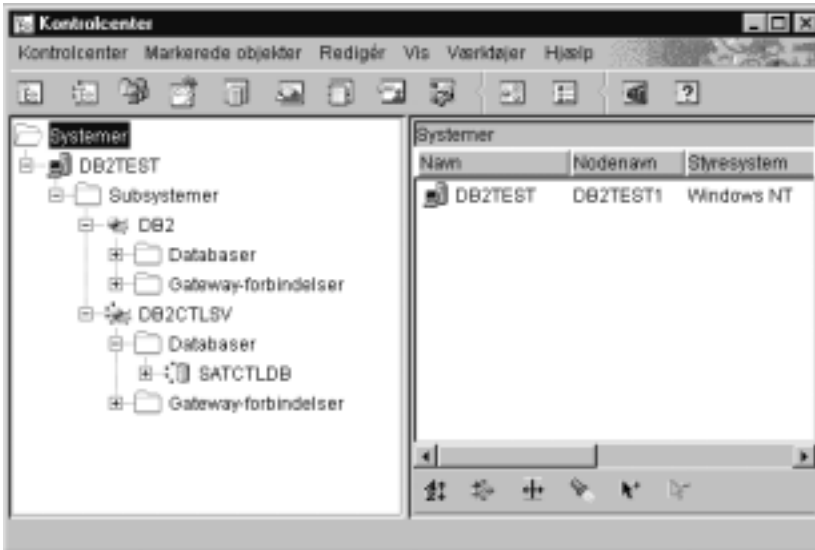 Kontrolcenter
Kontrolcenter Markerede objekter Redigér Vis Værktøjer Hjælp
Systemer
DB2TEST
Subsystemer
DB2
Databaser
Gateway-forbindelser
DB2CTLSV
Databaser
SATCTLDB
Gateway-forbindelser
Systemer
Navn Nodenavn Styresystem
DB2TEST DB2TEST1 Windows NT